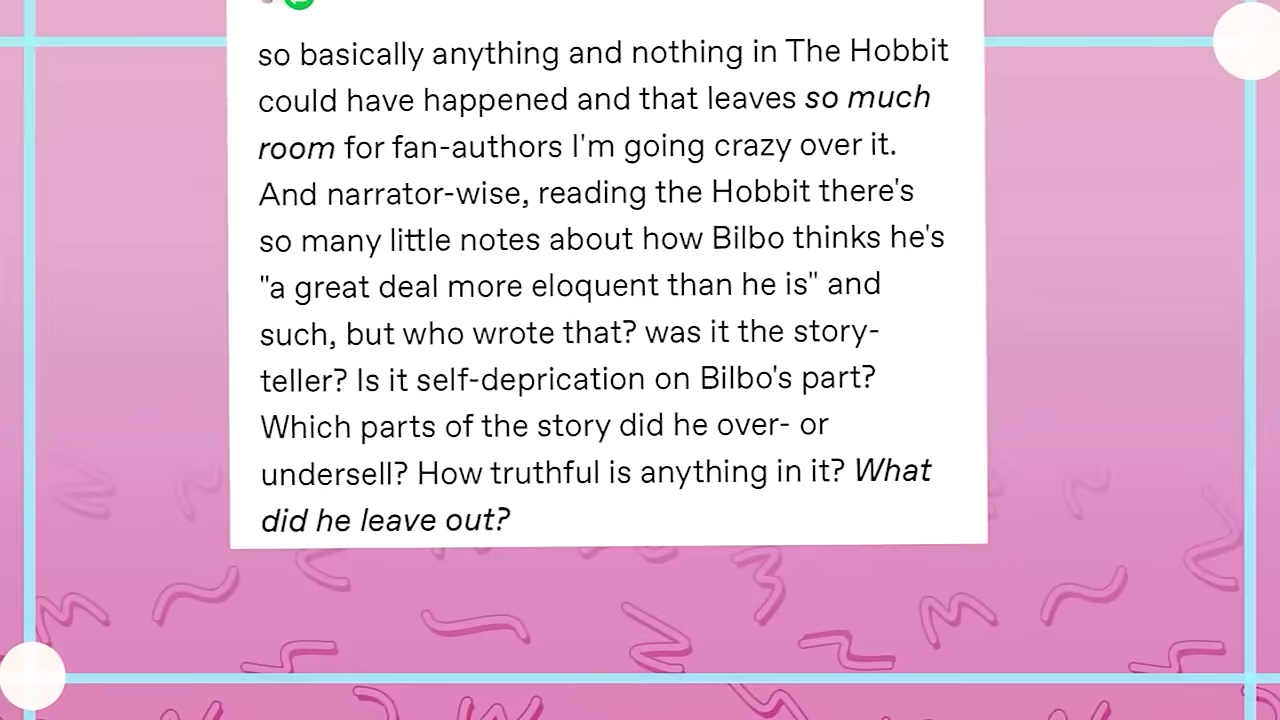 so basically anything and nothing in The Hobbit
could have happened and that leaves so much
room for fan-authors I'm going crazy over it.
And narrator-wise, reading the Hobbit there's
so many little notes about how Bilbo thinks he's
"a great deal more eloquent than he is" and
such, but who wrote that? was it the story-
teller? Is it self-deprication on Bilbo's part?
Which parts of the story did he over- or
undersell? How truthful is anything in it? What
did he leave out?